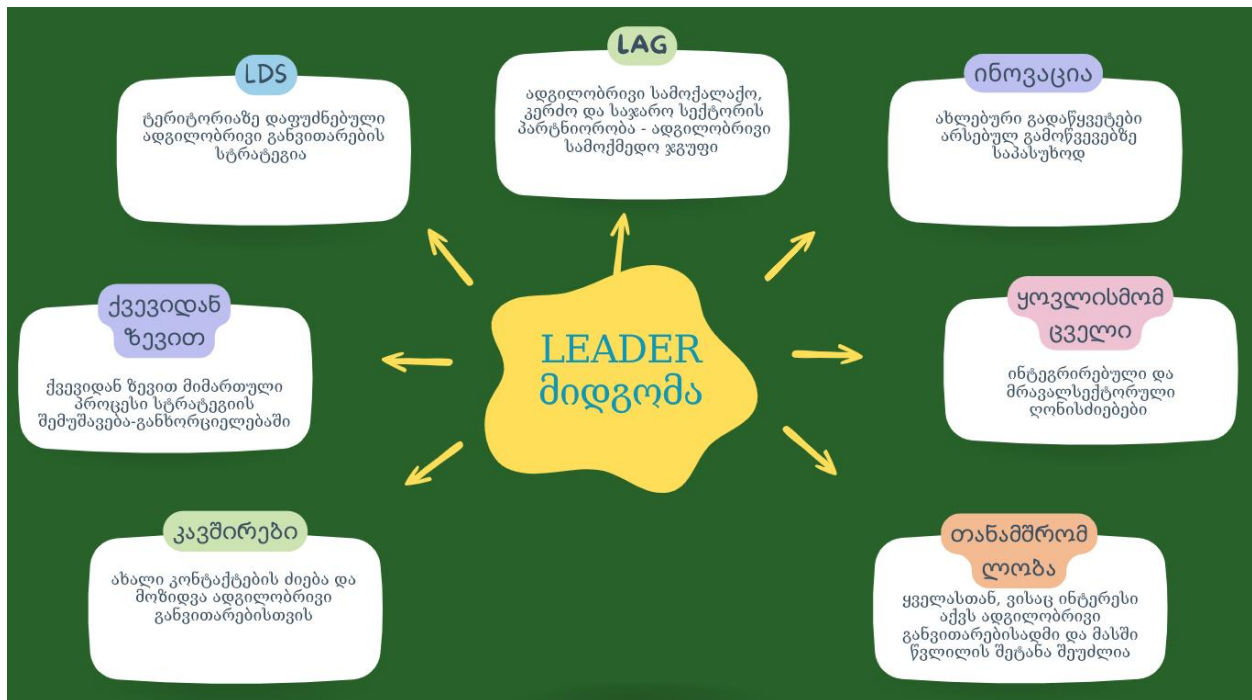 LDS
ტერიტორიაზე დაფუძნებული
ადგილობრივი განვითარების
სტრატეგია
LAG
ადგილობრივი სამოქალაქო,
კერძო და საჯარო სექტორის
პარტნიორობა - ადგილობრივი
სამოქმედო ჯგუფი
ინოვაცია
ახლებური გადაწყვეტები
არსებულ გამოწვევებზე
საპასუხოდ
ქვევიდან
ზევით
ქვევიდან ზევით მიმართული
პროცესი სტრატეგიის
შემუშავება-განხორციელებაში
LEADER
მიდგომა
ყოვლისმომ
ცველი
ინტეგრირებული და
მრავალსექტორული
ღონისძიებები
კავშირები
ახალი კონტაქტების ძიება და
მოზიდვა ადგილობრივი
განვითარებისთვის
თანამშრომ
ლობა
ყველასთან, ვისაც ინტერესი
აქვს ადგილობრივი
განვითარებისადმი და მასში
წვლილის შეტანა შეუძლია